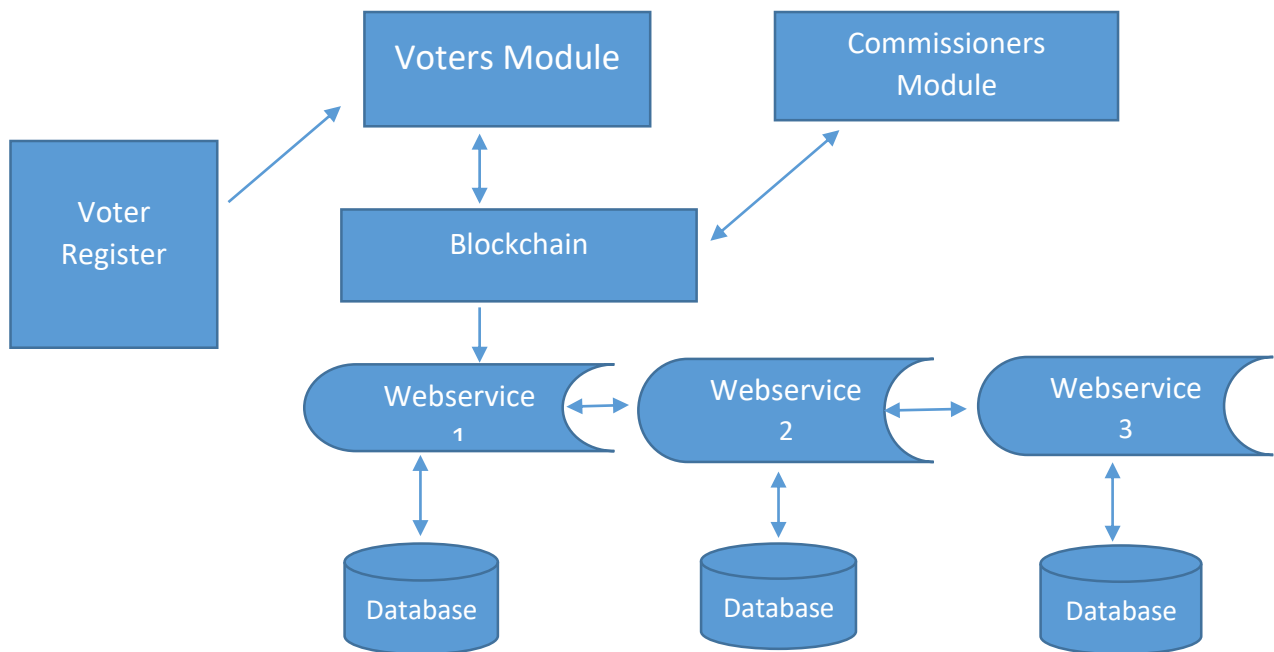 Voters Module
Commissioners
Module
Voter
Register
Blockchain
Webservice
1
Webservice
2
Webservice
3
Database
Database
Database